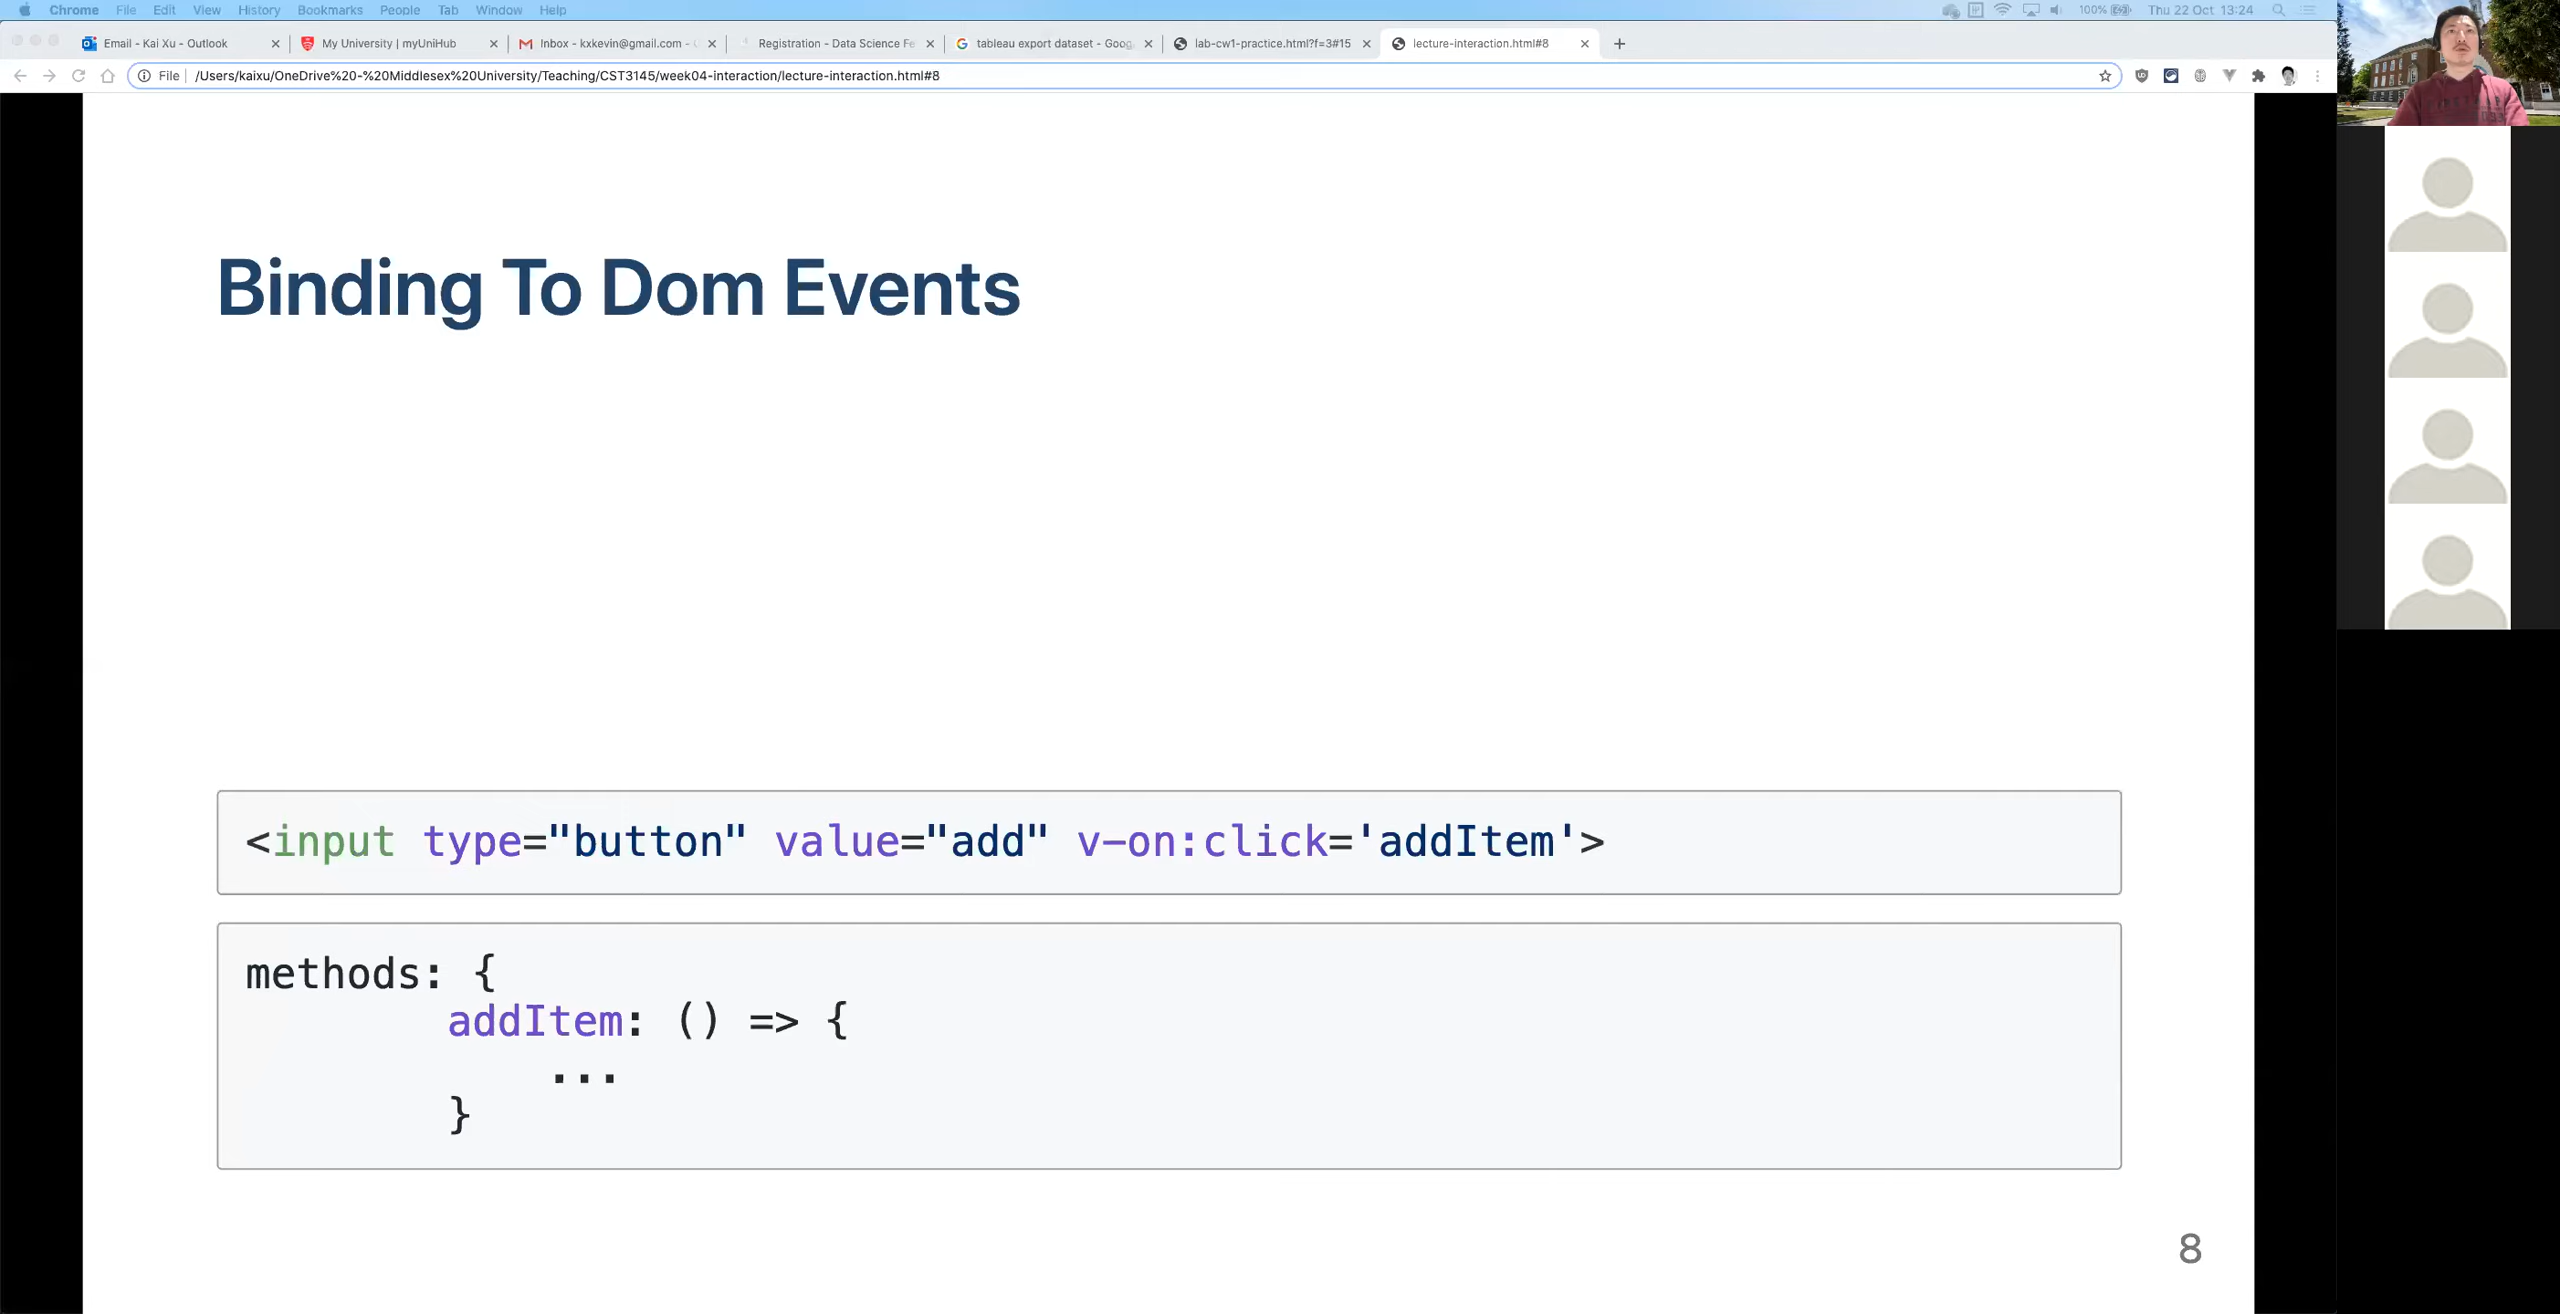 Chrome File Edit View History Bookmarks People Tab Window Help 100% Thu 22 Oct 13:24
Email - Kai Xu - Outlook My University | myUniHub Inbox - kxkevin@gmail.com - Registration - Data Science Fe tableau export dataset - Goog lab-cw1-practice.html?f=3#15 lecture-interaction.html#8
File /Users/kaixu/OneDrive%20-%20Middlesex%20University/Teaching/CST3145/week04-interaction/lecture-interaction.html#8
Binding To Dom Events
<input type="button" value="add" v-on:click='addItem'>
methods: {
addItem: () => {
...
}
8